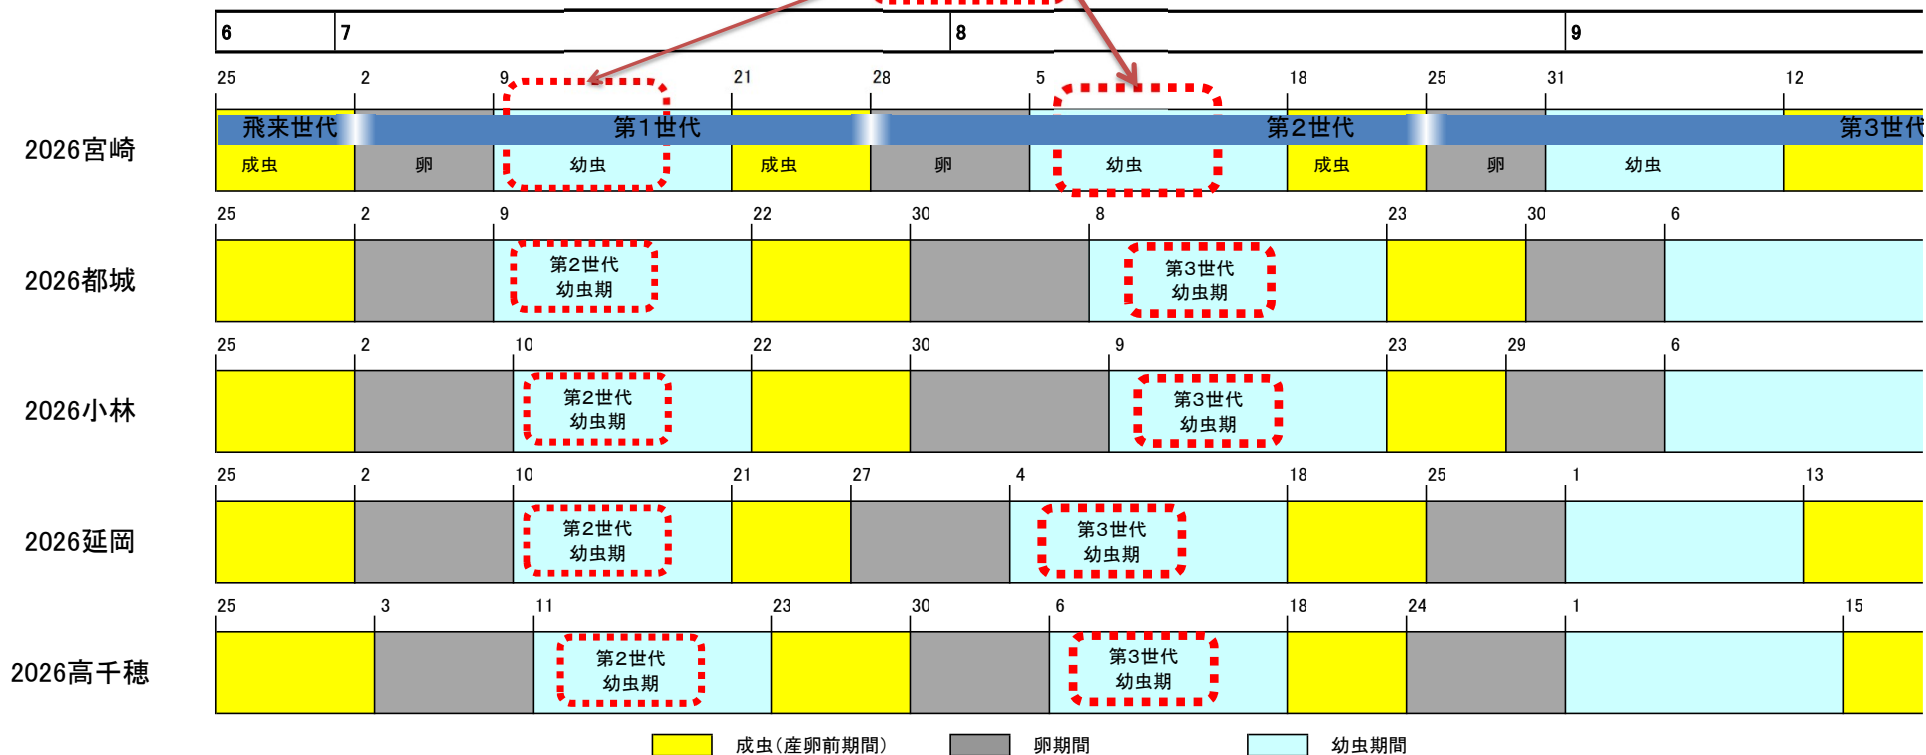 6 7 8 9
25 2 9 21 28 5 18 25 31 12
飛来世代 第1世代 第2世代 第3世代
2026宮崎
成虫 卵 幼虫 成虫 卵 幼虫 成虫 卵 幼虫
25 2 9 22 30 8 23 30 6
2026都城
第2世代 第3世代
幼虫期 幼虫期
25 2 10 22 30 9 23 29 6
2026小林
第2世代 第3世代
幼虫期 幼虫期
25 2 10 21 27 4 18 25 1 13
2026延岡
第2世代 第3世代
幼虫期 幼虫期
25 3 11 23 30 6 18 24 1 15
2026高千穂
第2世代 第3世代
幼虫期 幼虫期
成虫(産卵前期間) 卵期間 幼虫期間